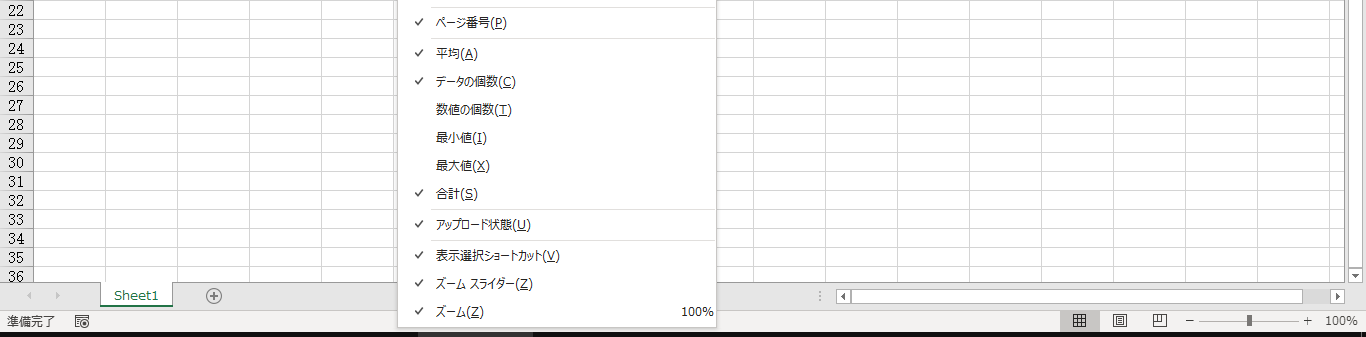 22
23
24
25
26
27
28
29
30
31
32
33
34
35
36
ページ番号(P)
平均(A)
データの個数(C)
数値の個数(T)
最小値(I)
最大値(X)
合計(S)
アップロード状態(U)
表示選択ショートカット(V)
ズーム スライダー(Z)
ズーム(Z) 100%
Sheet1
準備完了 100%